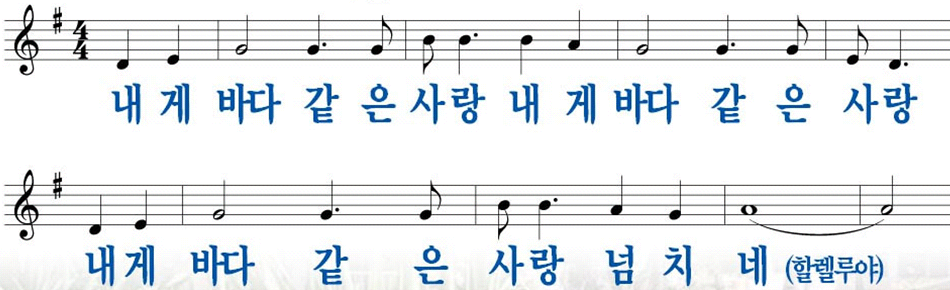 내 게 바다 같 은 사랑 내 게 바다 같 은 사랑
내게 바다 같 은 사랑 넘 치 네 (할렐루야)